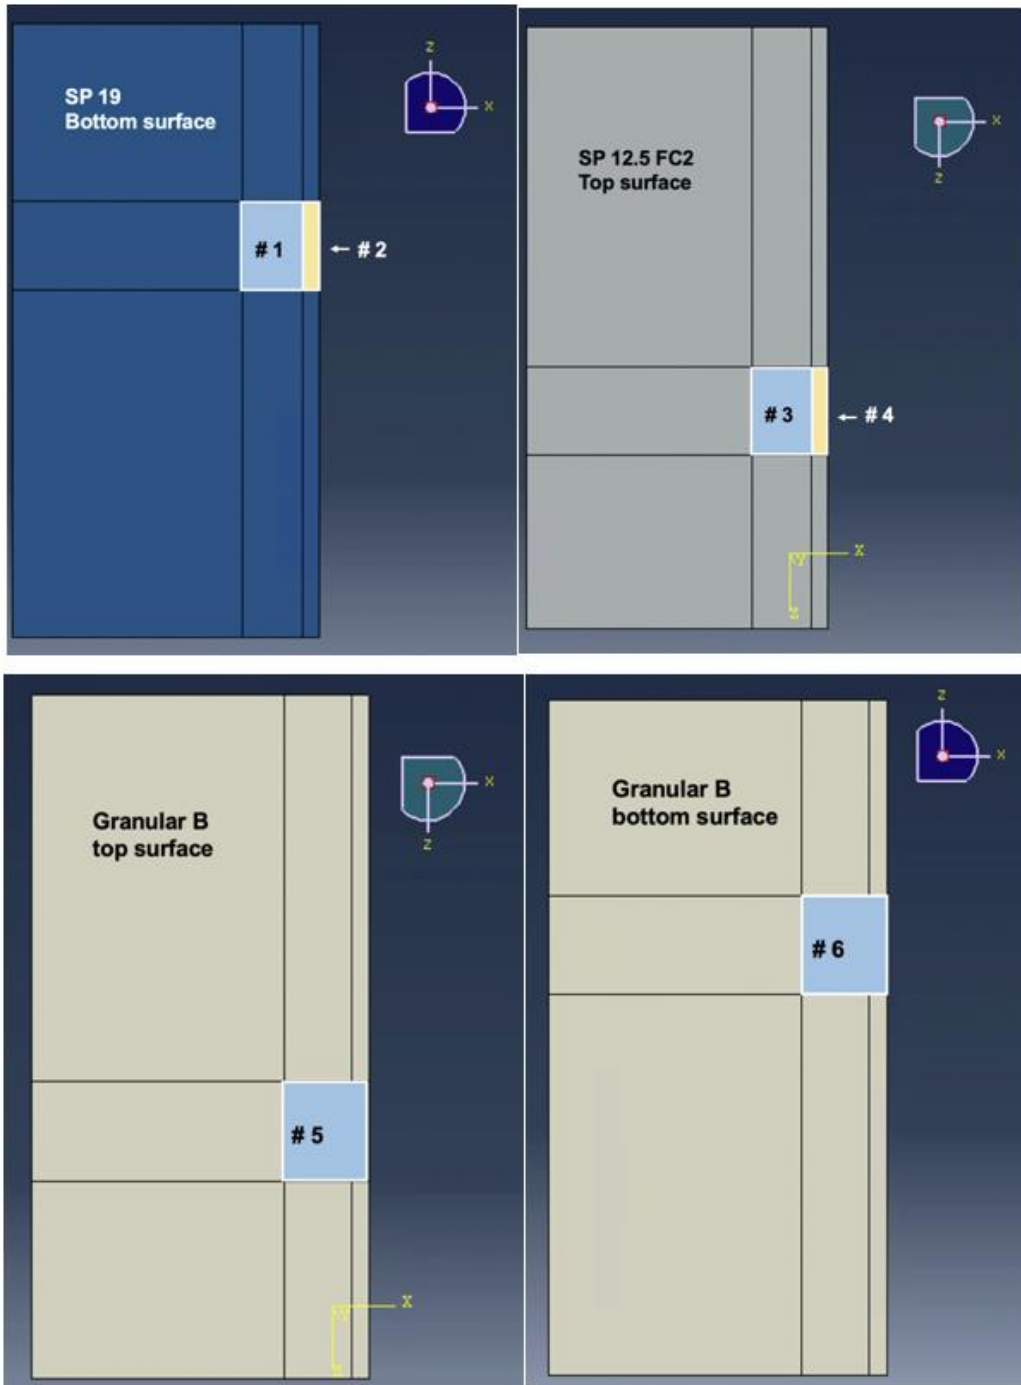 SP 19
Bottom surface
Z
X
# 1
← # 2
SP 12.5 FC2
Top surface
X
Z
# 3
← # 4
X
Y
Z
Granular B
top surface
X
Z
# 5
X
Y
Z
Granular B
bottom surface
Z
X
# 6